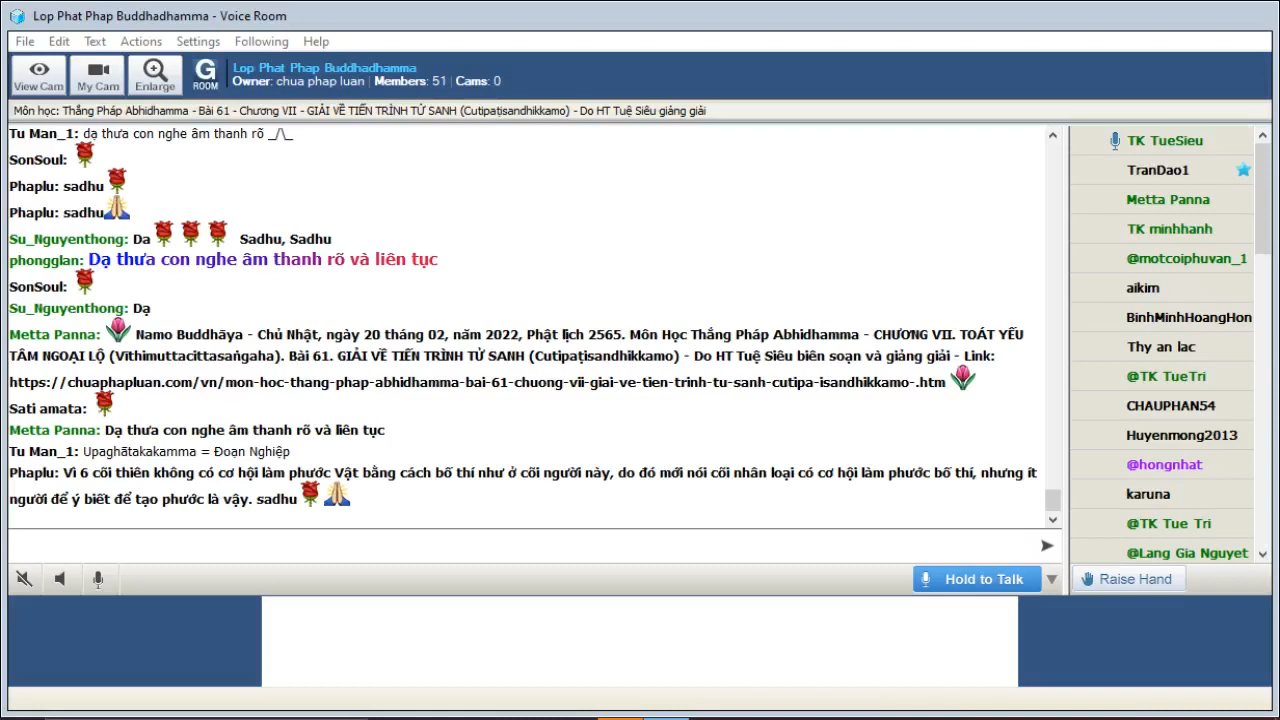 Lop Phat Phap Buddhadhamma - Voice Room
File Edit Text Actions Settings Following Help
View Cam My Cam Enlarge G ROOM
Lop Phat Phap Buddhadhamma
Owner: chua phap luan | Members: 51 | Cams: 0
Môn học: Thắng Pháp Abhidhamma - Bài 61 - Chương VII - GIẢI VỀ TIẾN TRÌNH TỬ SANH (Cutipaṭisandhikkamo) - Do HT Tuệ Siêu giảng giải
Tu Man_1: dạ thưa con nghe âm thanh rõ _/\_
SonSoul:
Phaplu: sadhu
Phaplu: sadhu
Su_Nguyenthong: Da Sadhu, Sadhu
phongglan: Dạ thưa con nghe âm thanh rõ và liên tục
SonSoul:
Su_Nguyenthong: Dạ
Metta Panna: Namo Buddhāya - Chủ Nhật, ngày 20 tháng 02, năm 2022, Phật lịch 2565. Môn Học Thắng Pháp Abhidhamma - CHƯƠNG VII. TOÁT YẾU
TÂM NGOẠI LỘ (Vīthimuttacittasaṅgaha). Bài 61. GIẢI VỀ TIẾN TRÌNH TỬ SANH (Cutipaṭisandhikkamo) - Do HT Tuệ Siêu biên soạn và giảng giải - Link:
https://chuaphapluan.com/vn/mon-hoc-thang-phap-abhidhamma-bai-61-chuong-vii-giai-ve-tien-trinh-tu-sanh-cutipa-isandhikkamo-.htm
Sati amata:
Metta Panna: Dạ thưa con nghe âm thanh rõ và liên tục
Tu Man_1: Upaghātakakamma = Đoạn Nghiệp
Phaplu: Vì 6 cõi thiên không có cơ hội làm phước Vật bằng cách bố thí như ở cõi người này, do đó mới nói cõi nhân loại có cơ hội làm phước bố thí, nhưng ít
người để ý biết để tạo phước là vậy. sadhu
TK TueSieu
TranDao1
Metta Panna
TK minhhanh
@motcoiphuvan_1
aikim
BinhMinhHoangHon
Thy an lac
@TK TueTri
CHAUPHAN54
Huyenmong2013
@hongnhat
karuna
@TK Tue Tri
@Lang Gia Nguyet
Hold to Talk
Raise Hand